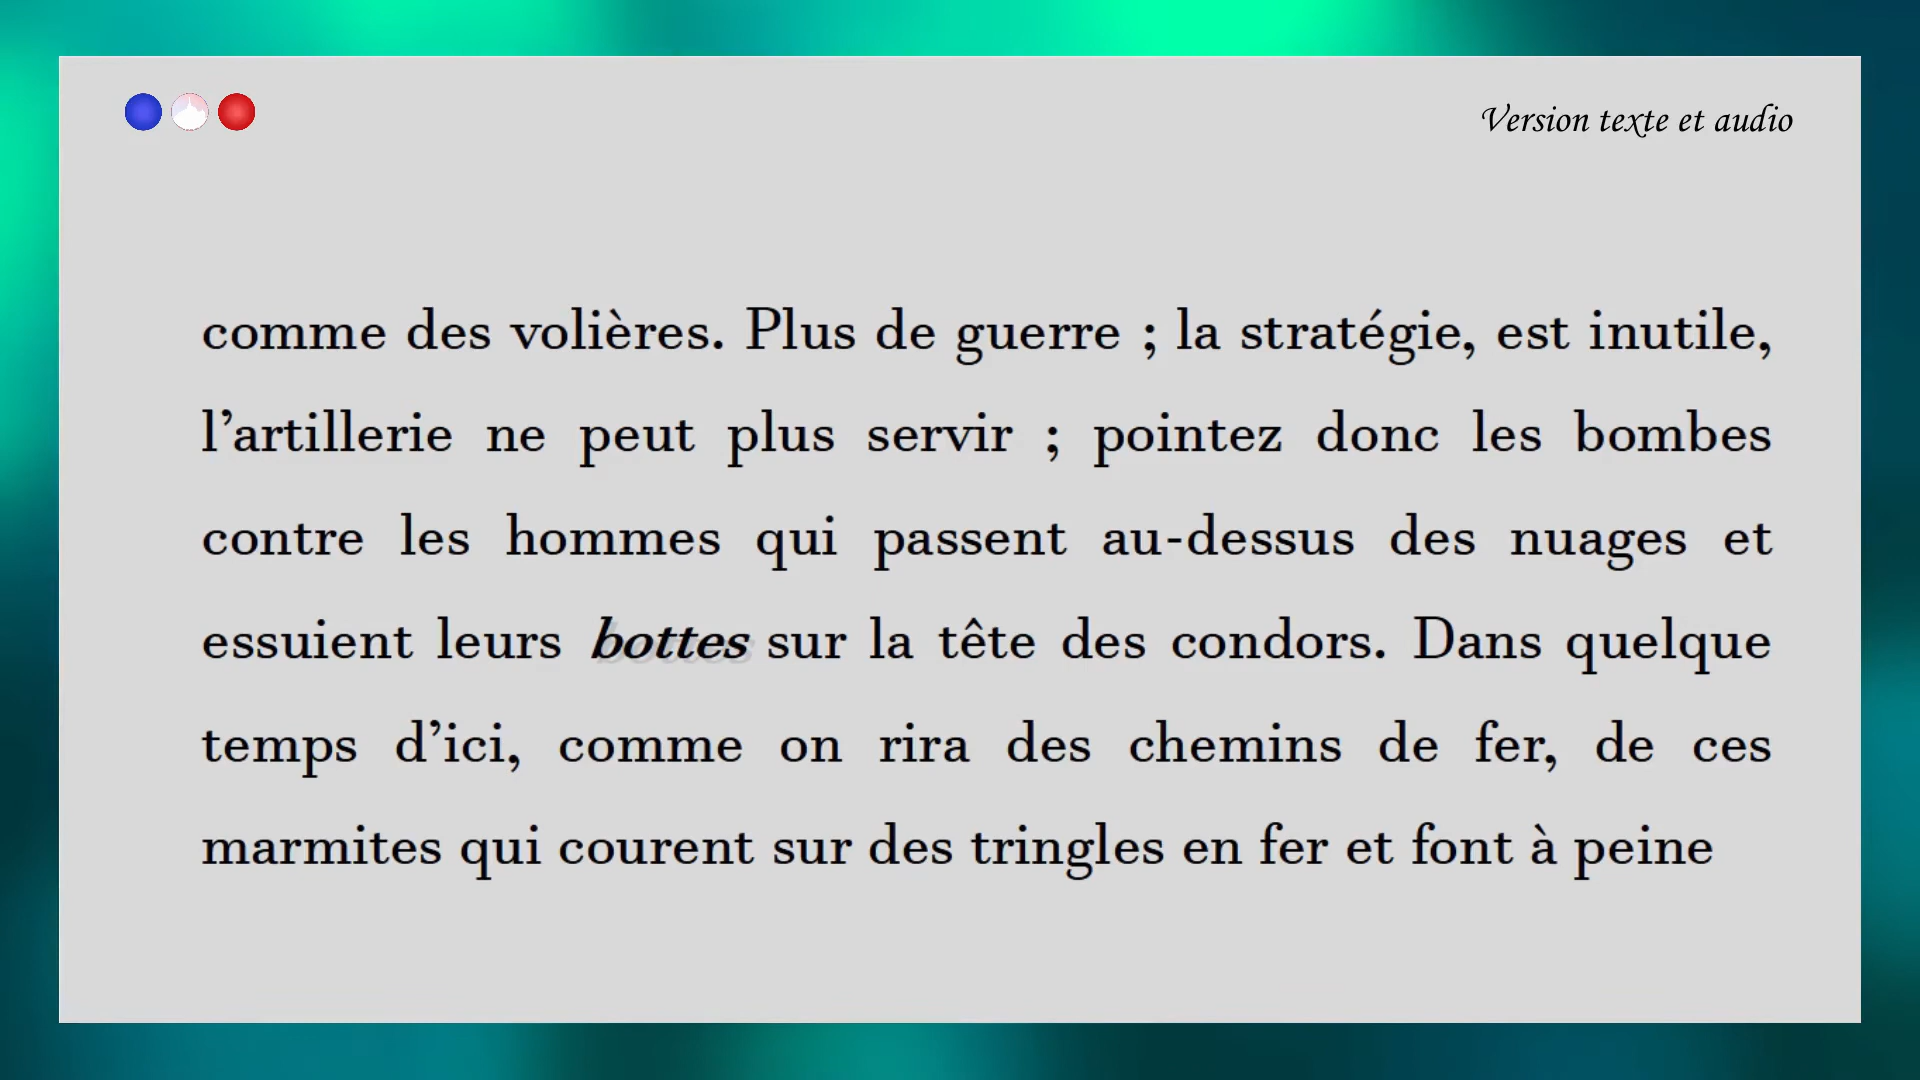 Version texte et audio
comme des volières. Plus de guerre ; la stratégie, est inutile,
l’artillerie ne peut plus servir ; pointez donc les bombes
contre les hommes qui passent au-dessus des nuages et
essuient leurs bottes sur la tête des condors. Dans quelque
temps d’ici, comme on rira des chemins de fer, de ces
marmites qui courent sur des tringles en fer et font à peine